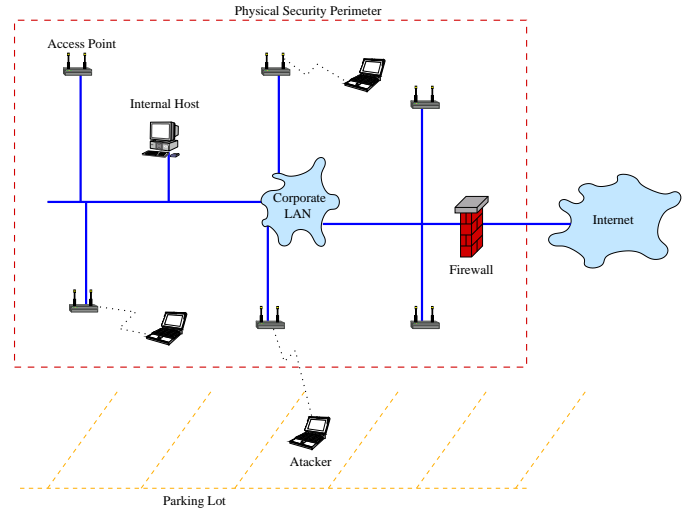 Physical Security Perimeter
Access Point
Internal Host
Corporate
LAN
Internet
Firewall
Atacker
Parking Lot